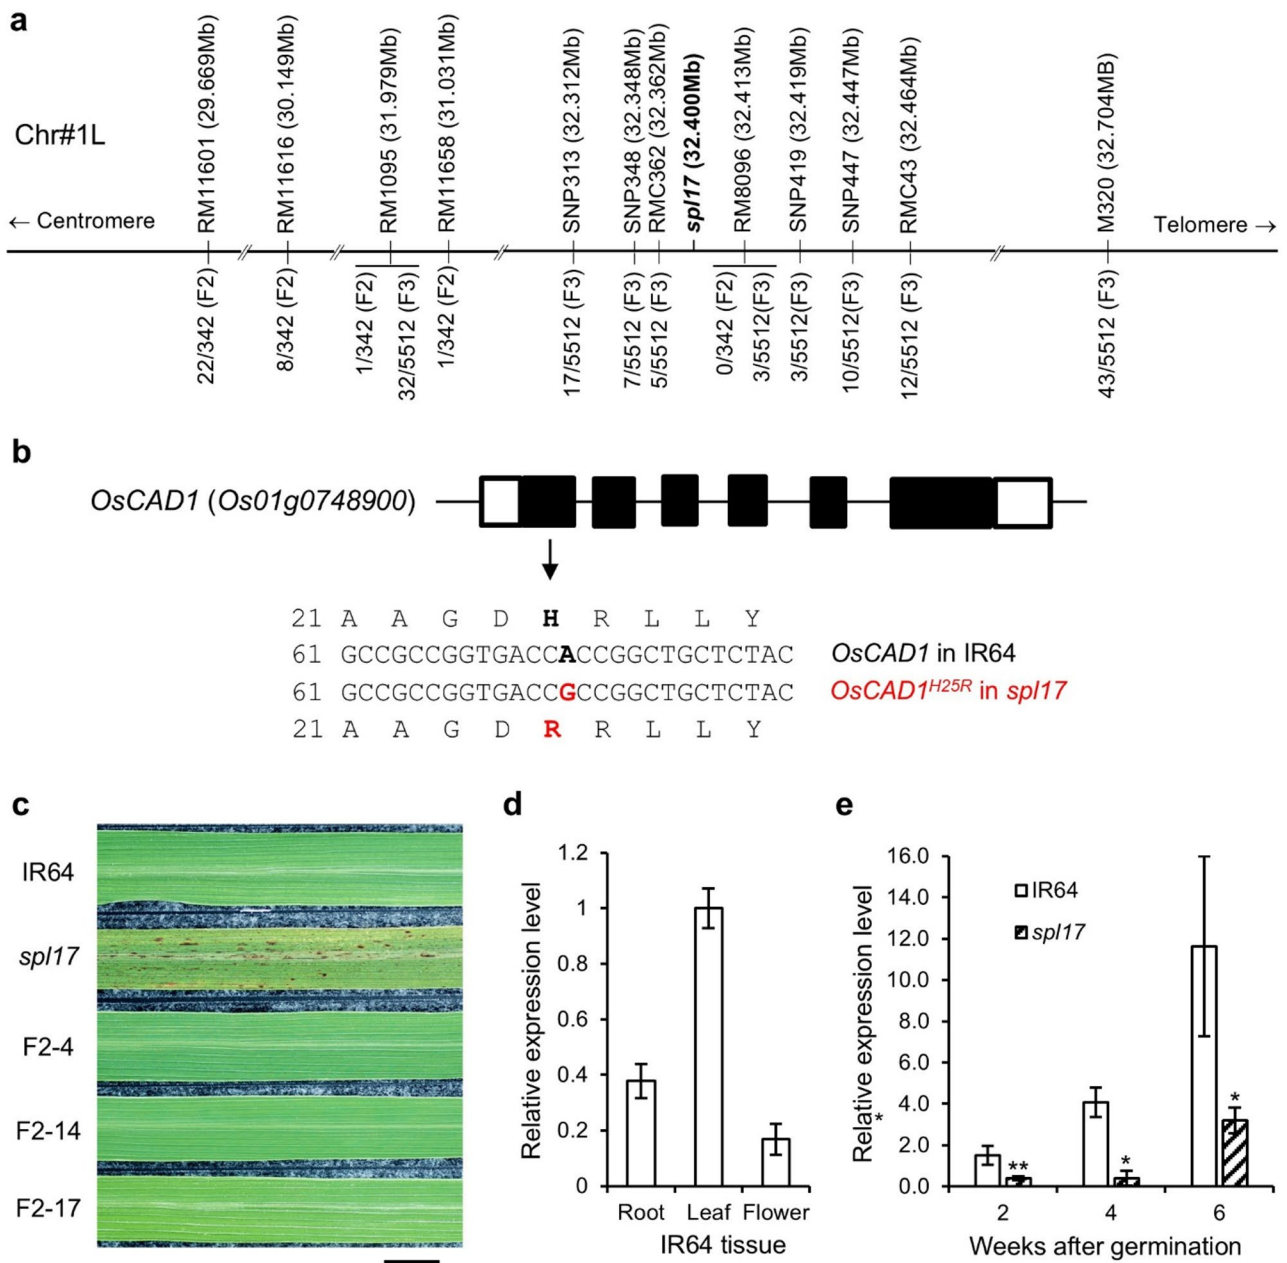 a
Chr#1L
← Centromere
Telomere →
RM11601 (29.669Mb)
RM11616 (30.149Mb)
RM1095 (31.979Mb)
RM11658 (31.031Mb)
SNP313 (32.312Mb)
SNP348 (32.348Mb)
RMC362 (32.362Mb)
spl17 (32.400Mb)
RM8096 (32.413Mb)
SNP419 (32.419Mb)
SNP447 (32.447Mb)
RMC43 (32.464Mb)
M320 (32.704MB)
22/342 (F2)
8/342 (F2)
1/342 (F2)
32/5512 (F3)
1/342 (F2)
17/5512 (F3)
7/5512 (F3)
5/5512 (F3)
0/342 (F2)
3/5512(F3)
3/5512(F3)
10/5512(F3)
12/5512 (F3)
43/5512 (F3)
b
OsCAD1 (Os01g0748900)
21 A A G D H R L L Y
61 GCCGCCGGTGACCACCGGCTGCTCTAC OsCAD1 in IR64
61 GCCGCCGGTGACCGCCGGCTGCTCTAC OsCAD1H25R in spl17
21 A A G D R R L L Y
c
IR64
spl17
F2-4
F2-14
F2-17
d
Relative expression level
1.2
1
0.8
0.6
0.4
0.2
0
Root Leaf Flower
IR64 tissue
e
Relative expression level
*
16.0
14.0
12.0
10.0
8.0
6.0
4.0
2.0
0.0
IR64
spl17
**
*
*
2 4 6
Weeks after germination